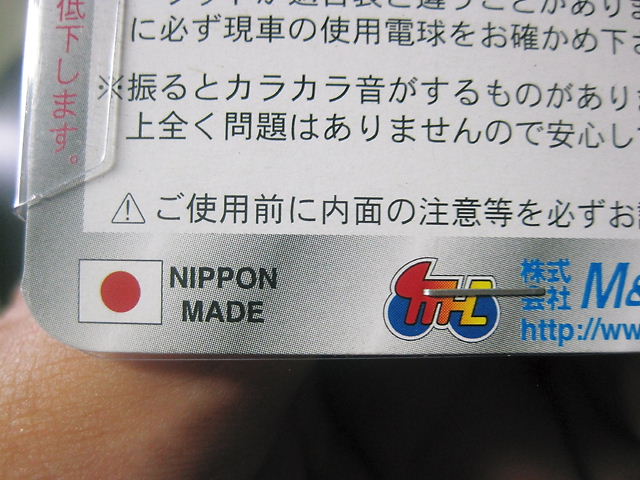 低下します。
に必ず現車の使用電球をお確かめ下
※振るとカラカラ音がするものがあり
上全く問題はありませんので安心し
⚠ご使用前に内面の注意等を必ずお
NIPPON
MADE
株式
会社 M&
http://ww